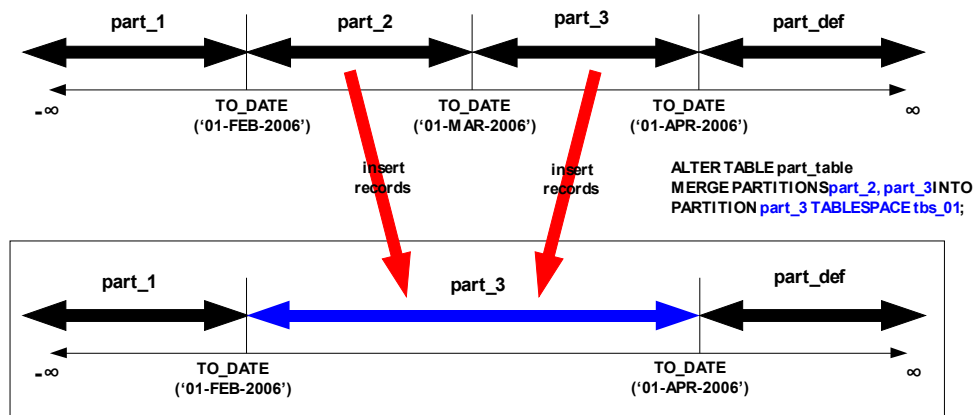 part_1
part_2
part_3
part_def
-∞
TO_DATE
(‘01-FEB-2006’)
TO_DATE
(‘01-MAR-2006’)
TO_DATE
(‘01-APR-2006’)
∞
insert
records
insert
records
ALTER TABLE part_table
MERGE PARTITIONS part_2, part_3 INTO
PARTITION part_3 TABLESPACE tbs_01;
part_1
part_3
part_def
-∞
TO_DATE
(‘01-FEB-2006’)
TO_DATE
(‘01-APR-2006’)
∞